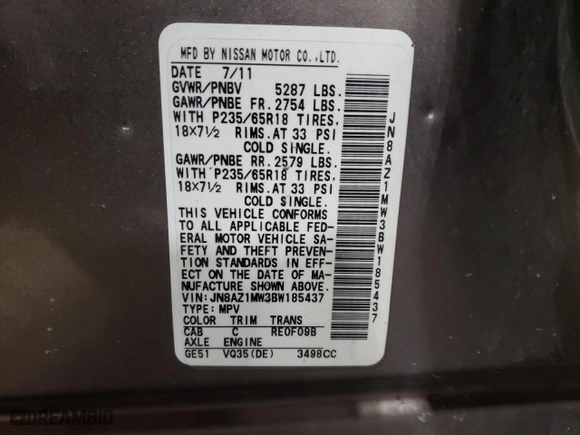 MFD BY NISSAN MOTOR CO.,LTD.
DATE 7/11
GVWR/PNBV 5287 LBS.
GAWR/PNBE FR. 2754 LBS.
WITH P235/65R18 TIRES,
18X7½ RIMS.AT 33 PSI
COLD SINGLE.
GAWR/PNBE RR. 2579 LBS.
WITH P235/65R18 TIRES,
18X7½ RIMS.AT 33 PSI
COLD SINGLE.
THIS VEHICLE CONFORMS
TO ALL APPLICABLE FED-
ERAL MOTOR VEHICLE SA-
FETY AND THEFT PREVEN-
TION STANDARDS IN EFF-
ECT ON THE DATE OF MA-
NUFACTURE SHOWN ABOVE.
VIN:JN8AZ1MW3BW185437
TYPE:MPV
COLOR TRIM TRANS
CAB C RE0F09B
AXLE ENGINE
GE51 VQ35(DE) 3498CC
JN8AZ1MW3BW185437
DREAMBID